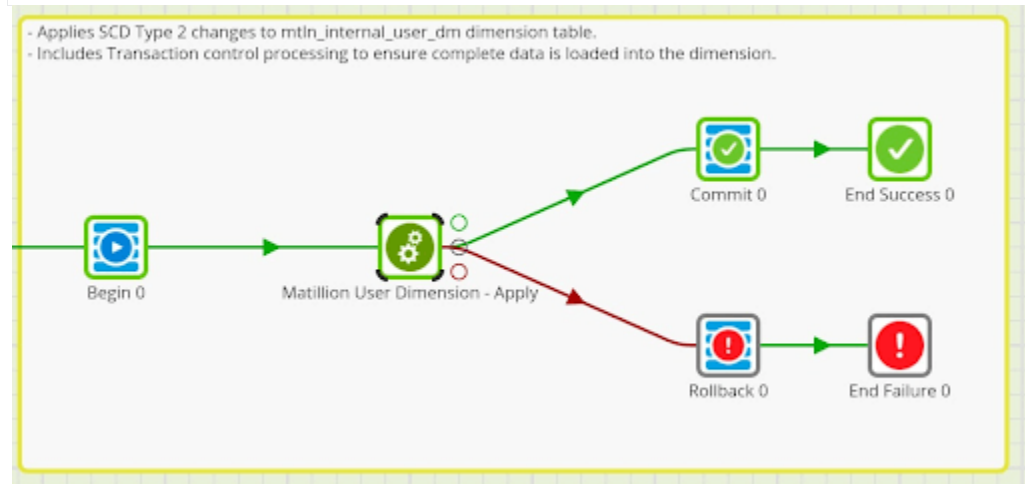 - Applies SCD Type 2 changes to mtln_internal_user_dm dimension table.
- Includes Transaction control processing to ensure complete data is loaded into the dimension.
Commit 0
End Success 0
Begin 0
Matillion User Dimension - Apply
Rollback 0
End Failure 0